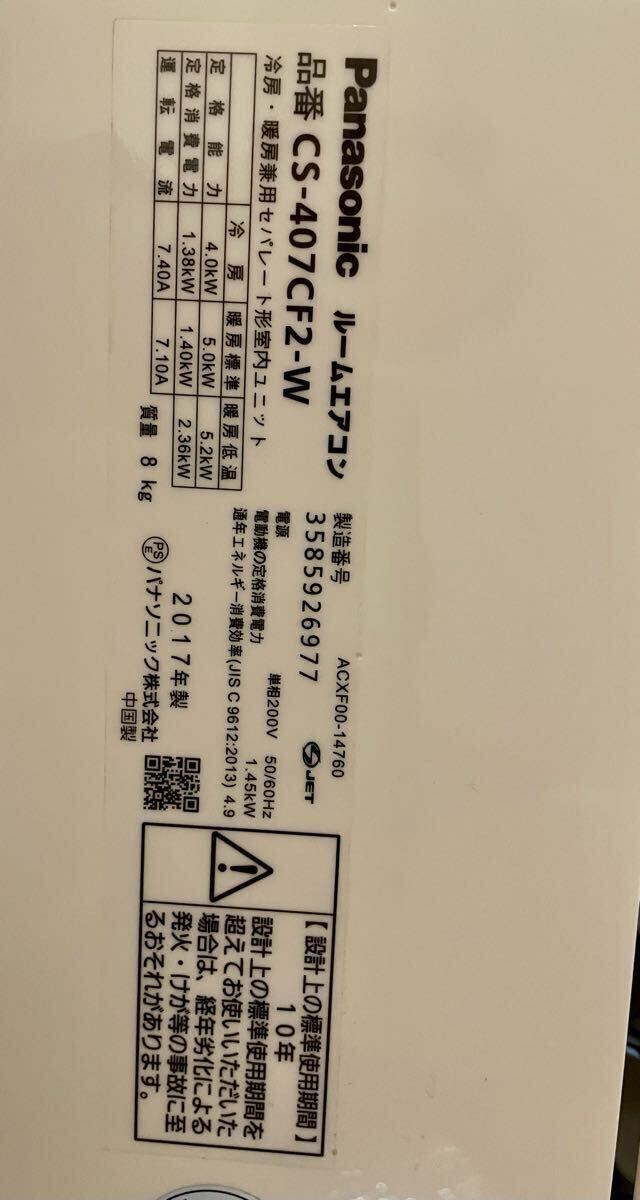 Panasonic ルームエアコン
品番 CS-407CF2-W
冷房・暖房兼用セパレート形室内ユニット
冷房 暖房標準 暖房低温
定格能力 4.0kW 5.0kW 5.2kW
定格消費電力 1.38kW 1.40kW 2.36kW
運転電流 7.40A 7.10A
質量 8 kg
製造番号 ACXF00-14760
3585926977 JET
電源 単相200V 50/60Hz
電動機の定格消費電力 1.45kW
通年エネルギー消費効率(JIS C 9612:2013) 4.9
2017年製
PSE パナソニック株式会社
中国製
【設計上の標準使用期間】
10年
設計上の標準使用期間を
超えてお使いいただいた
場合は、経年劣化による
発火・けが等の事故に至
るおそれがあります。